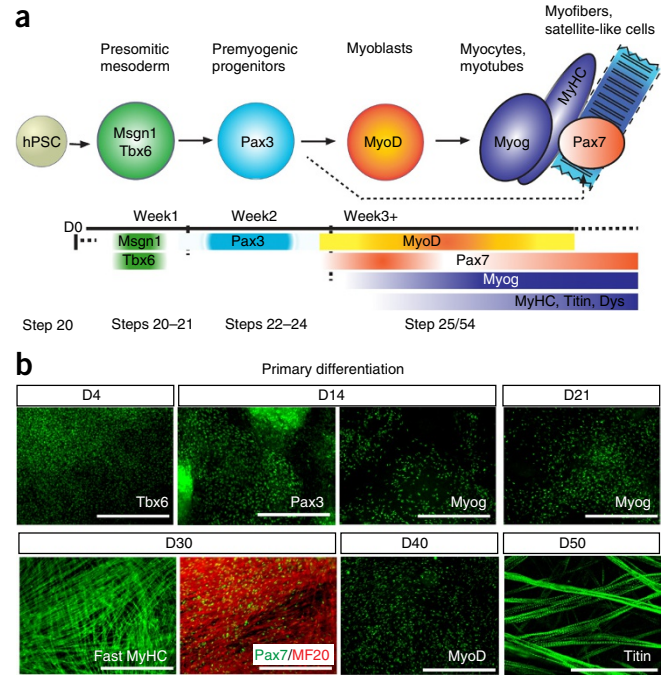 a
Presomitic
mesoderm
Premyogenic
progenitors
Myoblasts
Myocytes,
myotubes
Myofibers,
satellite-like cells
hPSC
Msgn1
Tbx6
Pax3
MyoD
Myog
MyHC
Pax7
D0
Week1
Week2
Week3+
Msgn1
Pax3
MyoD
Tbx6
Pax7
Myog
MyHC, Titin, Dys
Step 20
Steps 20–21
Steps 22–24
Step 25/54
b
Primary differentiation
D4
D14
D21
Tbx6
Pax3
Myog
Myog
D30
D40
D50
Fast MyHC
Pax7/MF20
MyoD
Titin